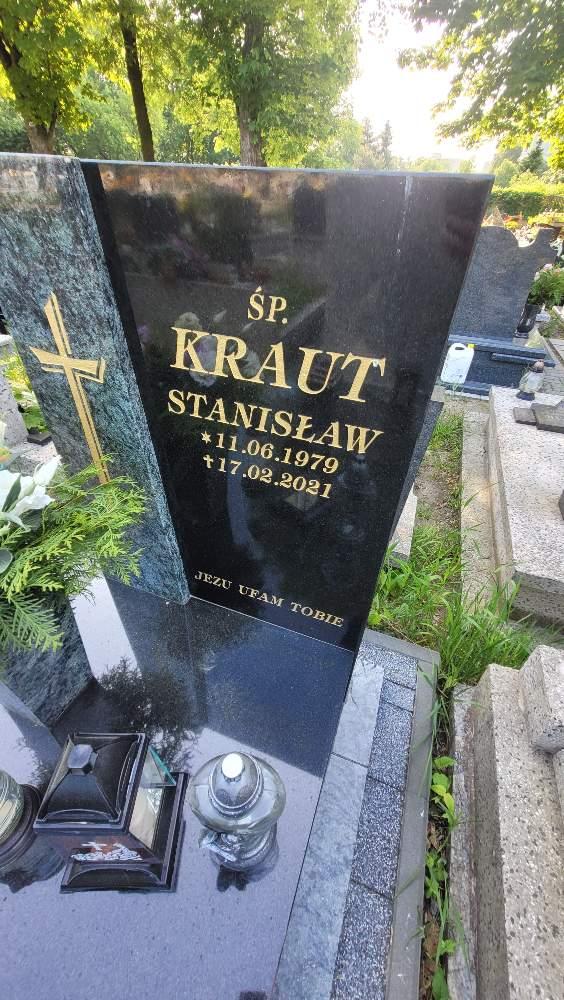 ŚP.
KRAUT
STANISŁAW
*11.06.1979
✝17.02.2021
JEZU UFAM TOBIE